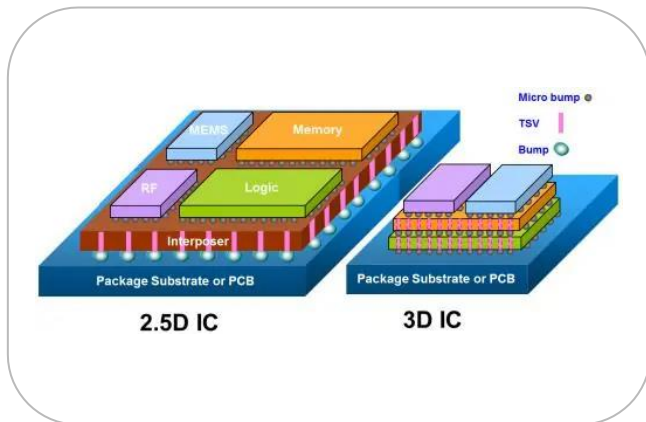 Micro bump
TSV
Bump
MEMS
Memory
RF
Logic
Interposer
Package Substrate or PCB
Package Substrate or PCB
2.5D IC
3D IC